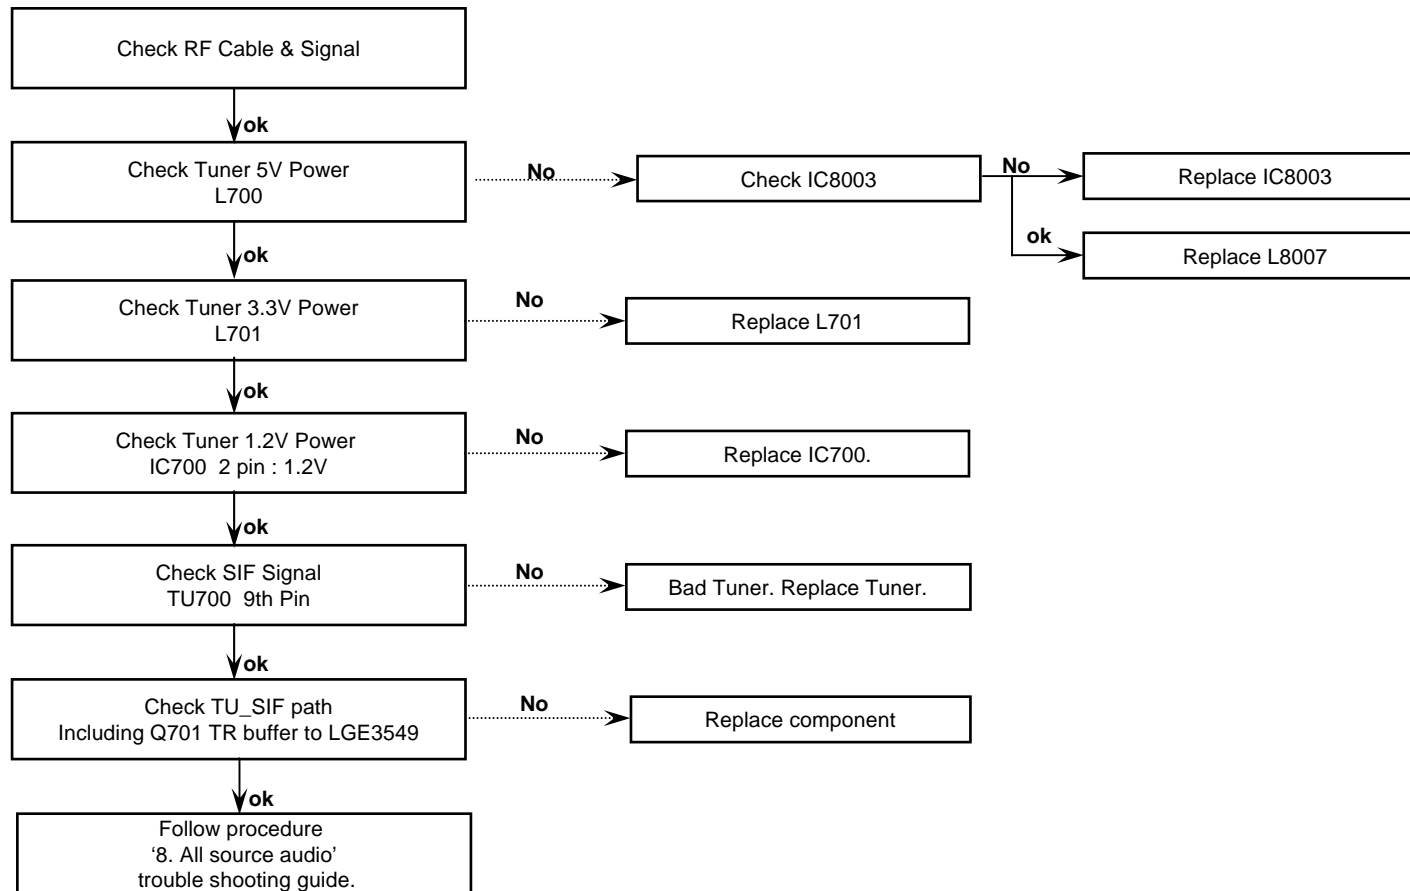 Check RF Cable & Signal
ok
Check Tuner 5V Power
L700
No
Check IC8003
No
Replace IC8003
ok
Replace L8007
ok
Check Tuner 3.3V Power
L701
No
Replace L701
ok
Check Tuner 1.2V Power
IC700 2 pin : 1.2V
No
Replace IC700.
ok
Check SIF Signal
TU700 9th Pin
No
Bad Tuner. Replace Tuner.
ok
Check TU_SIF path
Including Q701 TR buffer to LGE3549
No
Replace component
ok
Follow procedure
‘8. All source audio’
trouble shooting guide.